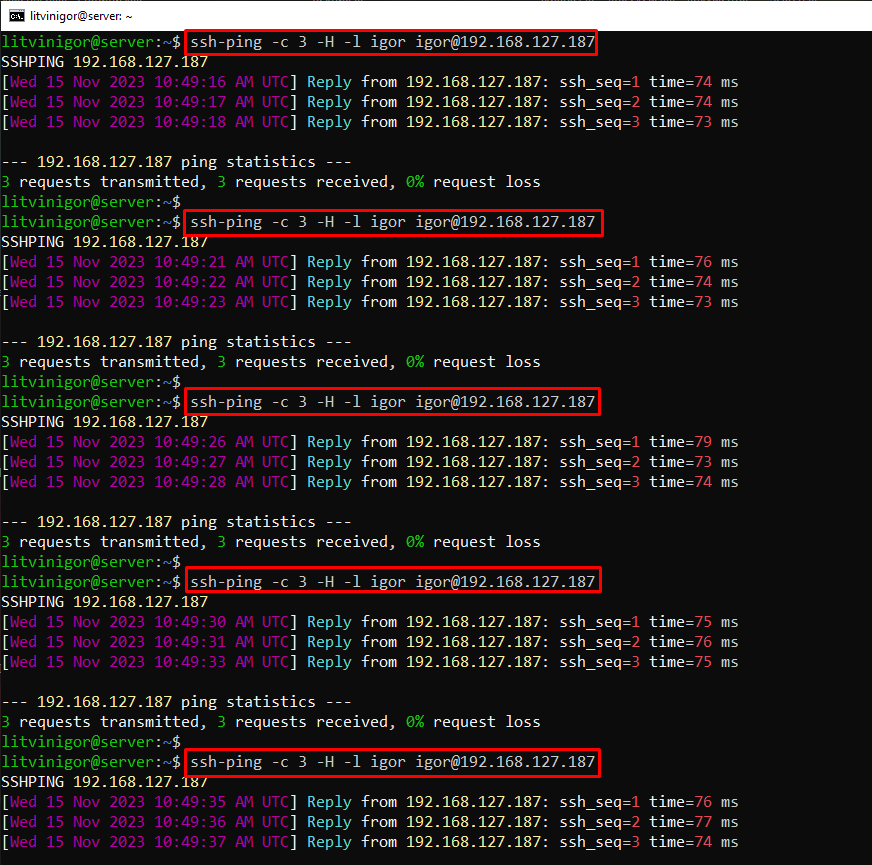 litvinigor@server: ~
litvinigor@server:~$ ssh-ping -c 3 -H -l igor igor@192.168.127.187
SSHPING 192.168.127.187
[Wed 15 Nov 2023 10:49:16 AM UTC] Reply from 192.168.127.187: ssh_seq=1 time=74 ms
[Wed 15 Nov 2023 10:49:17 AM UTC] Reply from 192.168.127.187: ssh_seq=2 time=74 ms
[Wed 15 Nov 2023 10:49:18 AM UTC] Reply from 192.168.127.187: ssh_seq=3 time=73 ms
--- 192.168.127.187 ping statistics ---
3 requests transmitted, 3 requests received, 0% request loss
litvinigor@server:~$
litvinigor@server:~$ ssh-ping -c 3 -H -l igor igor@192.168.127.187
SSHPING 192.168.127.187
[Wed 15 Nov 2023 10:49:21 AM UTC] Reply from 192.168.127.187: ssh_seq=1 time=76 ms
[Wed 15 Nov 2023 10:49:22 AM UTC] Reply from 192.168.127.187: ssh_seq=2 time=74 ms
[Wed 15 Nov 2023 10:49:23 AM UTC] Reply from 192.168.127.187: ssh_seq=3 time=73 ms
--- 192.168.127.187 ping statistics ---
3 requests transmitted, 3 requests received, 0% request loss
litvinigor@server:~$
litvinigor@server:~$ ssh-ping -c 3 -H -l igor igor@192.168.127.187
SSHPING 192.168.127.187
[Wed 15 Nov 2023 10:49:26 AM UTC] Reply from 192.168.127.187: ssh_seq=1 time=79 ms
[Wed 15 Nov 2023 10:49:27 AM UTC] Reply from 192.168.127.187: ssh_seq=2 time=73 ms
[Wed 15 Nov 2023 10:49:28 AM UTC] Reply from 192.168.127.187: ssh_seq=3 time=74 ms
--- 192.168.127.187 ping statistics ---
3 requests transmitted, 3 requests received, 0% request loss
litvinigor@server:~$
litvinigor@server:~$ ssh-ping -c 3 -H -l igor igor@192.168.127.187
SSHPING 192.168.127.187
[Wed 15 Nov 2023 10:49:30 AM UTC] Reply from 192.168.127.187: ssh_seq=1 time=75 ms
[Wed 15 Nov 2023 10:49:31 AM UTC] Reply from 192.168.127.187: ssh_seq=2 time=76 ms
[Wed 15 Nov 2023 10:49:33 AM UTC] Reply from 192.168.127.187: ssh_seq=3 time=75 ms
--- 192.168.127.187 ping statistics ---
3 requests transmitted, 3 requests received, 0% request loss
litvinigor@server:~$
litvinigor@server:~$ ssh-ping -c 3 -H -l igor igor@192.168.127.187
SSHPING 192.168.127.187
[Wed 15 Nov 2023 10:49:35 AM UTC] Reply from 192.168.127.187: ssh_seq=1 time=76 ms
[Wed 15 Nov 2023 10:49:36 AM UTC] Reply from 192.168.127.187: ssh_seq=2 time=77 ms
[Wed 15 Nov 2023 10:49:37 AM UTC] Reply from 192.168.127.187: ssh_seq=3 time=74 ms